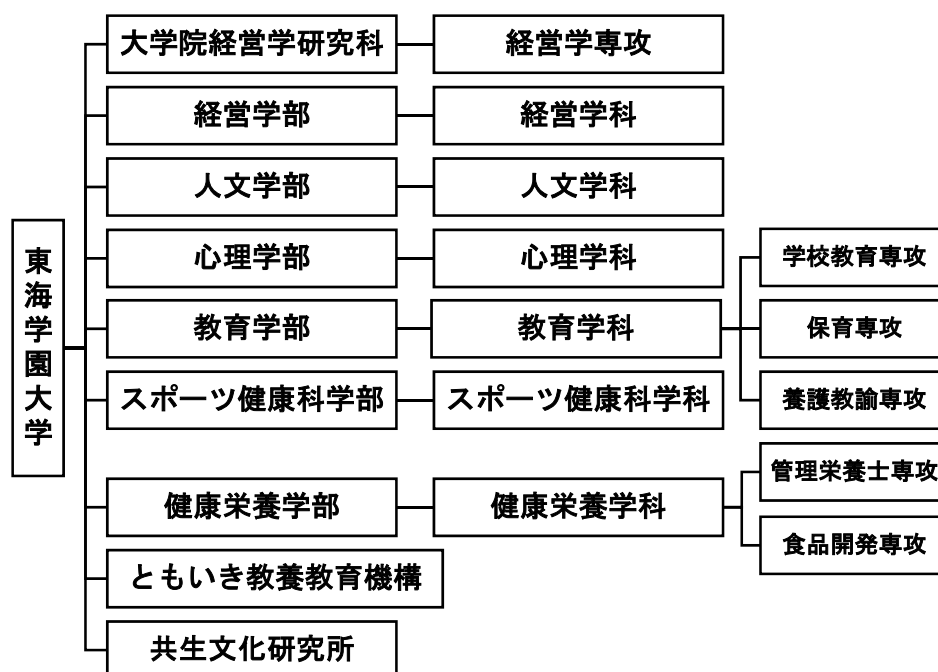 東海学園大学
大学院経営学研究科
経営学専攻
経営学部
経営学科
人文学部
人文学科
心理学部
心理学科
教育学部
教育学科
学校教育専攻
保育専攻
養護教諭専攻
スポーツ健康科学部
スポーツ健康科学科
健康栄養学部
健康栄養学科
管理栄養士専攻
食品開発専攻
ともいき教養教育機構
共生文化研究所